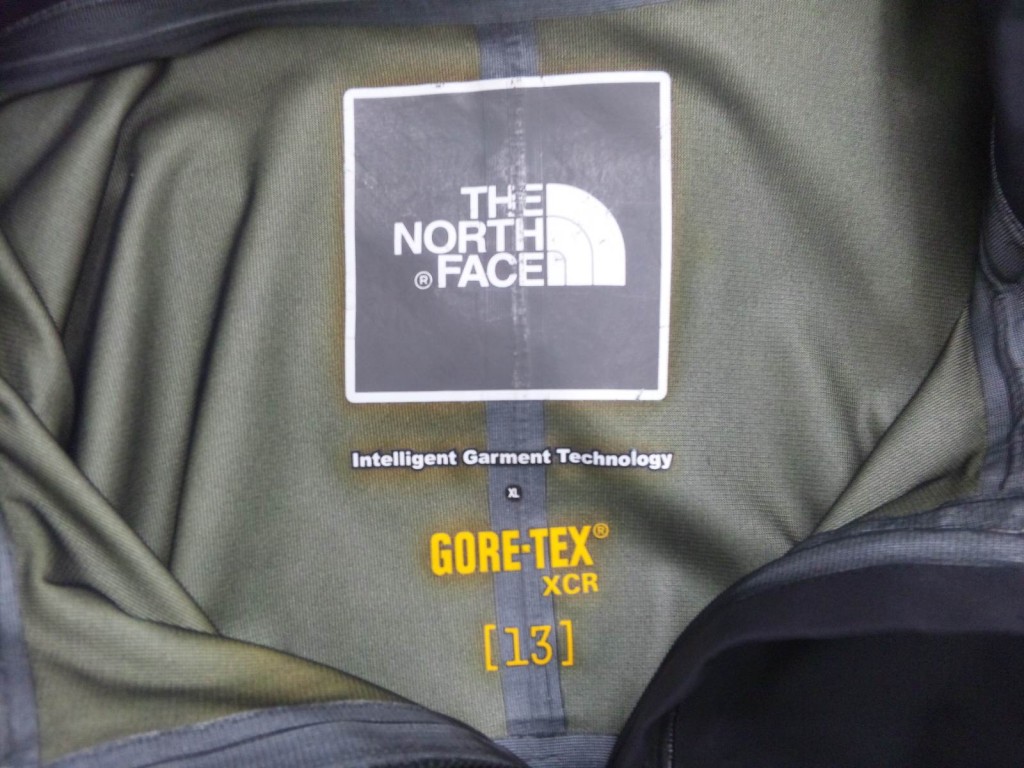 THE
NORTH
®FACE
Intelligent Garment Technology
XL
GORE-TEX®
XCR
[13]